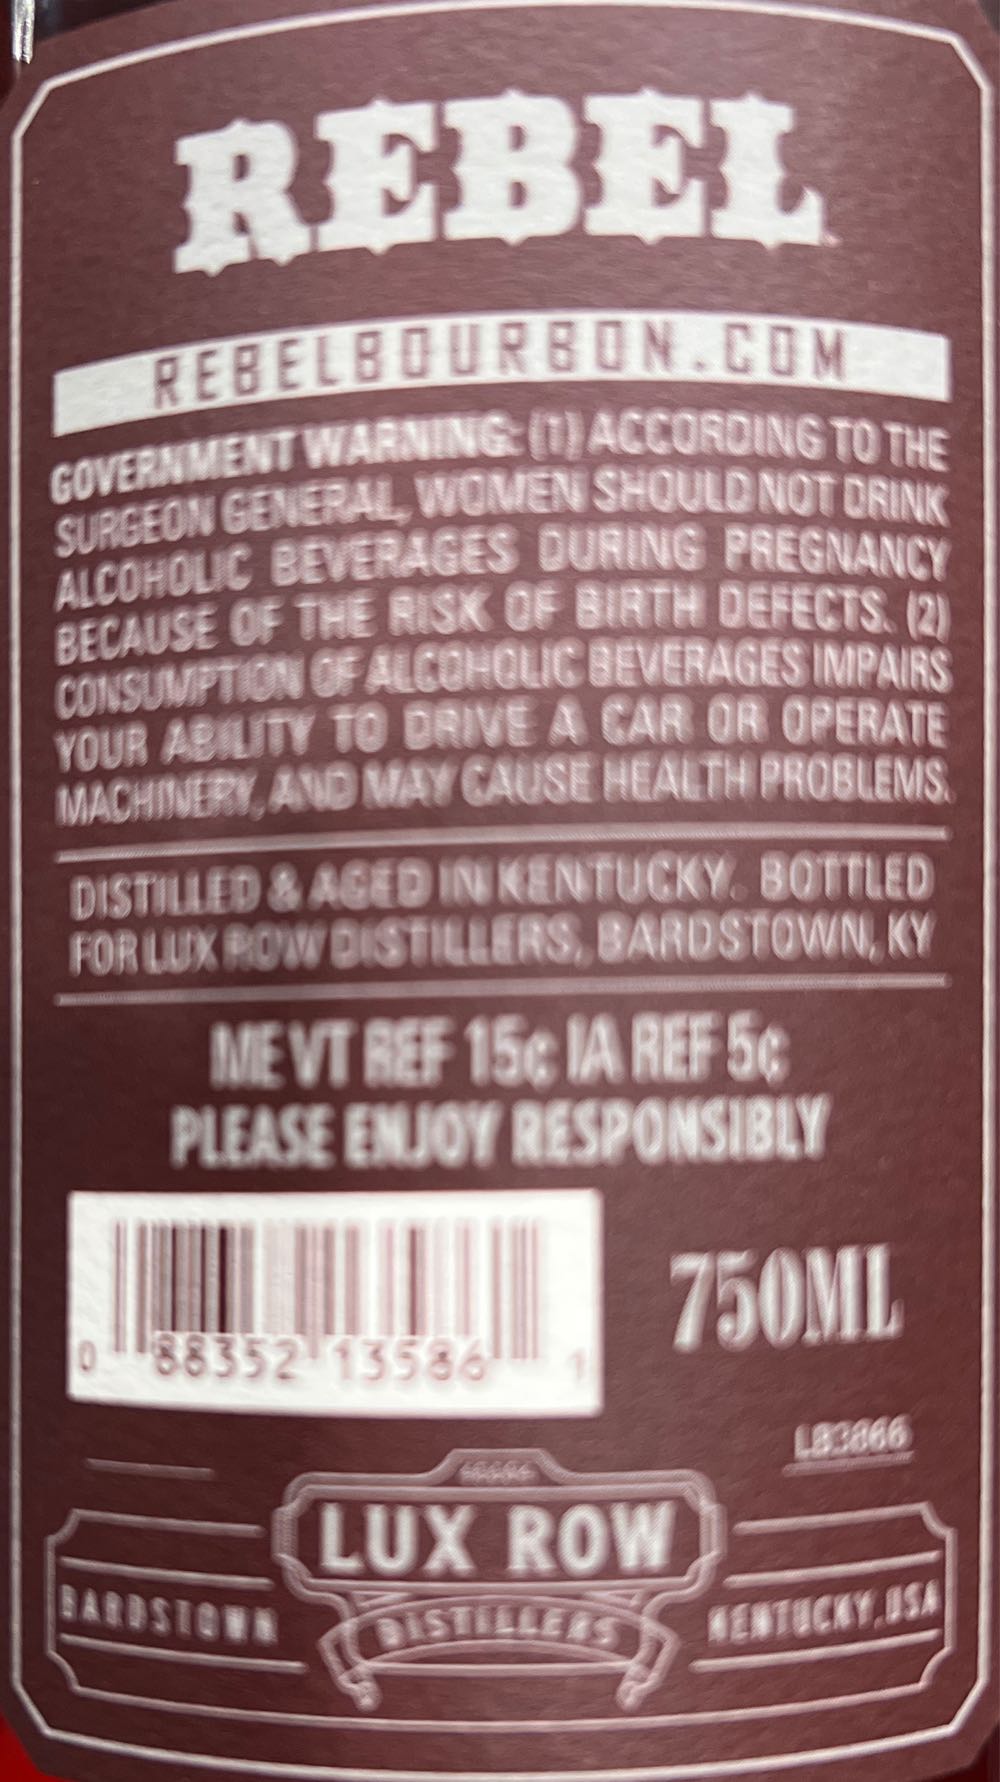 REBEL
REBELBOURBON.COM
GOVERNMENT WARNING: (1) ACCORDING TO THE
SURGEON GENERAL, WOMEN SHOULD NOT DRINK
ALCOHOLIC BEVERAGES DURING PREGNANCY
BECAUSE OF THE RISK OF BIRTH DEFECTS. (2)
CONSUMPTION OF ALCOHOLIC BEVERAGES IMPAIRS
YOUR ABILITY TO DRIVE A CAR OR OPERATE
MACHINERY, AND MAY CAUSE HEALTH PROBLEMS.
DISTILLED & AGED IN KENTUCKY. BOTTLED
FOR LUX ROW DISTILLERS, BARDSTOWN, KY
ME VT REF 15¢ IA REF 5¢
PLEASE ENJOY RESPONSIBLY
0 88352 13586 1
750ML
LB3866
LUX ROW
DISTILLERS
BARDSTOWN
KENTUCKY, USA